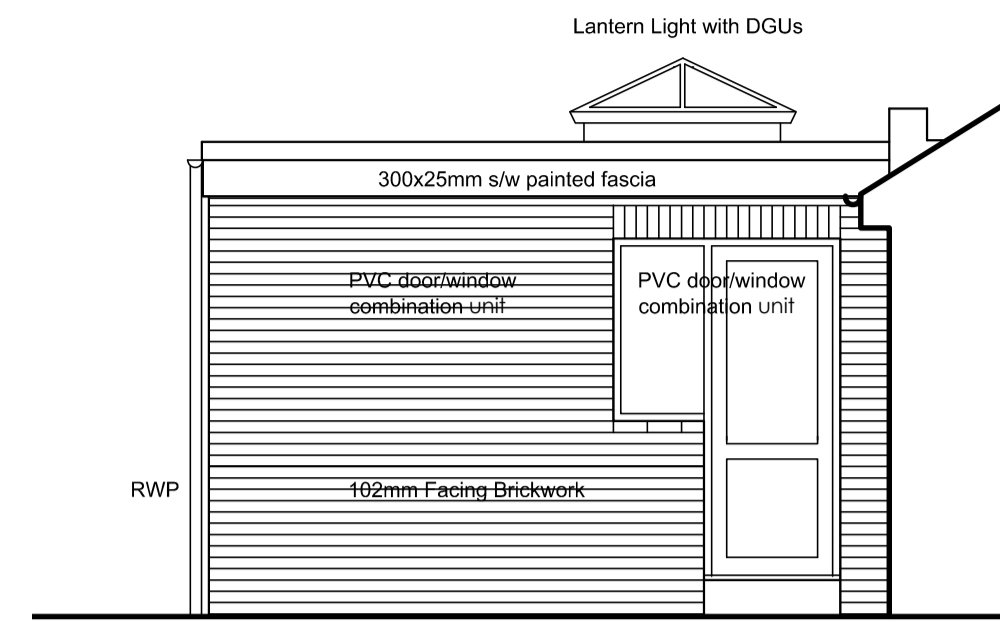 Lantern Light with DGUs
300x25mm s/w painted fascia
PVC door/window
combination unit
PVC door/window
combination unit
RWP
102mm Facing Brickwork